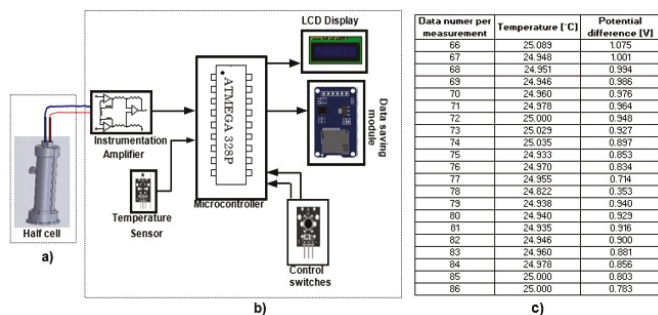 LCD Display
ATMEGA 328P
Data saving module
Instrumentation
Amplifier
Temperature
Sensor
Microcontroller
Control
switches
Half cell
a)
b)
Data numer per measurement Temperature [°C] Potential difference [V]
66 25.089 1.075
67 24.948 1.001
68 24.951 0.994
69 24.946 0.986
70 24.960 0.976
71 24.978 0.964
72 25.000 0.948
73 25.029 0.927
74 25.035 0.897
75 24.933 0.853
76 24.970 0.834
77 24.955 0.714
78 24.822 0.353
79 24.938 0.940
80 24.940 0.929
81 24.935 0.916
82 24.946 0.900
83 24.960 0.881
84 24.978 0.856
85 25.000 0.803
86 25.000 0.783
c)